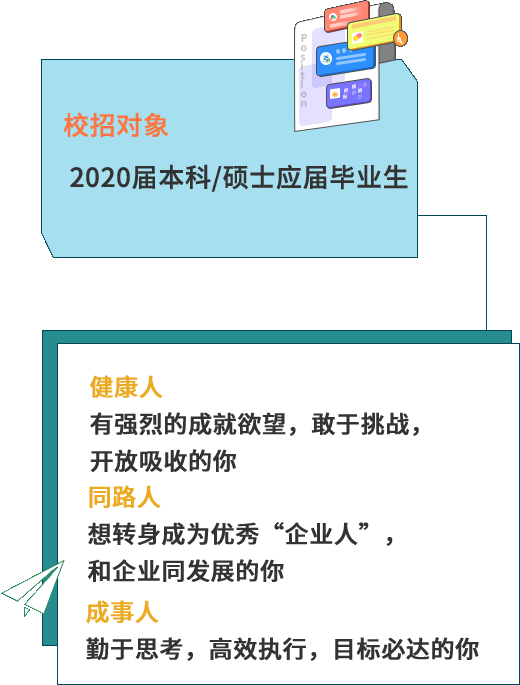 Position
校招对象
2020届本科/硕士应届毕业生
健康人
有强烈的成就欲望，敢于挑战，
开放吸收的你
同路人
想转身成为优秀“企业人”，
和企业同发展的你
成事人
勤于思考，高效执行，目标必达的你